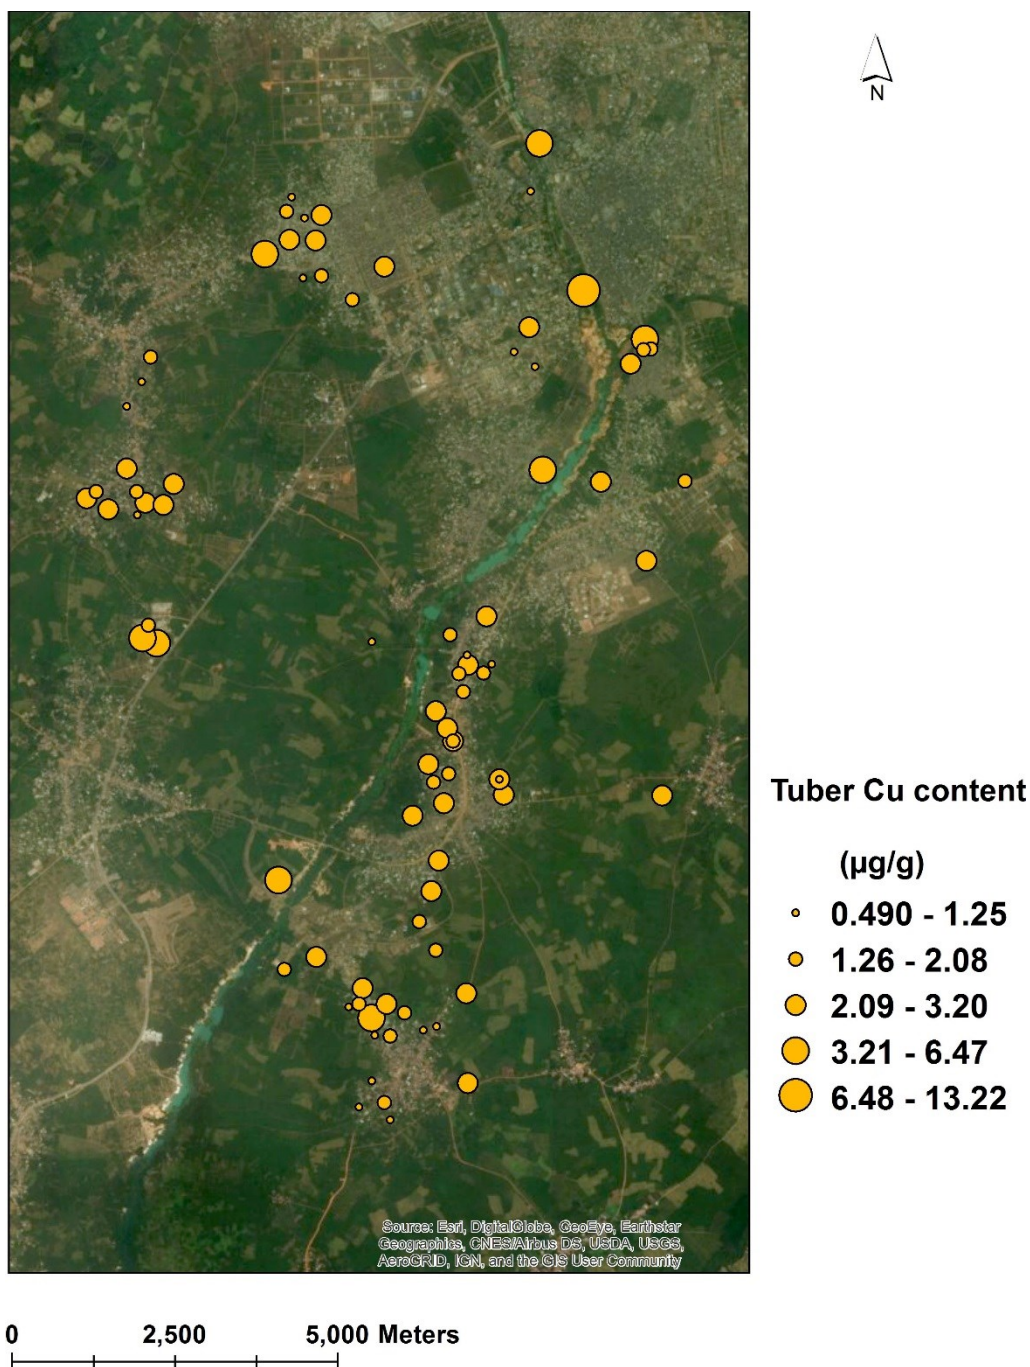 N
Tuber Cu content
(µg/g)
0.490 - 1.25
1.26 - 2.08
2.09 - 3.20
3.21 - 6.47
6.48 - 13.22
Source: Esri, DigitalGlobe, GeoEye, Earthstar
Geographics, CNES/Airbus DS, USDA, USGS,
AeroGRID, IGN, and the GIS User Community
0 2,500 5,000 Meters